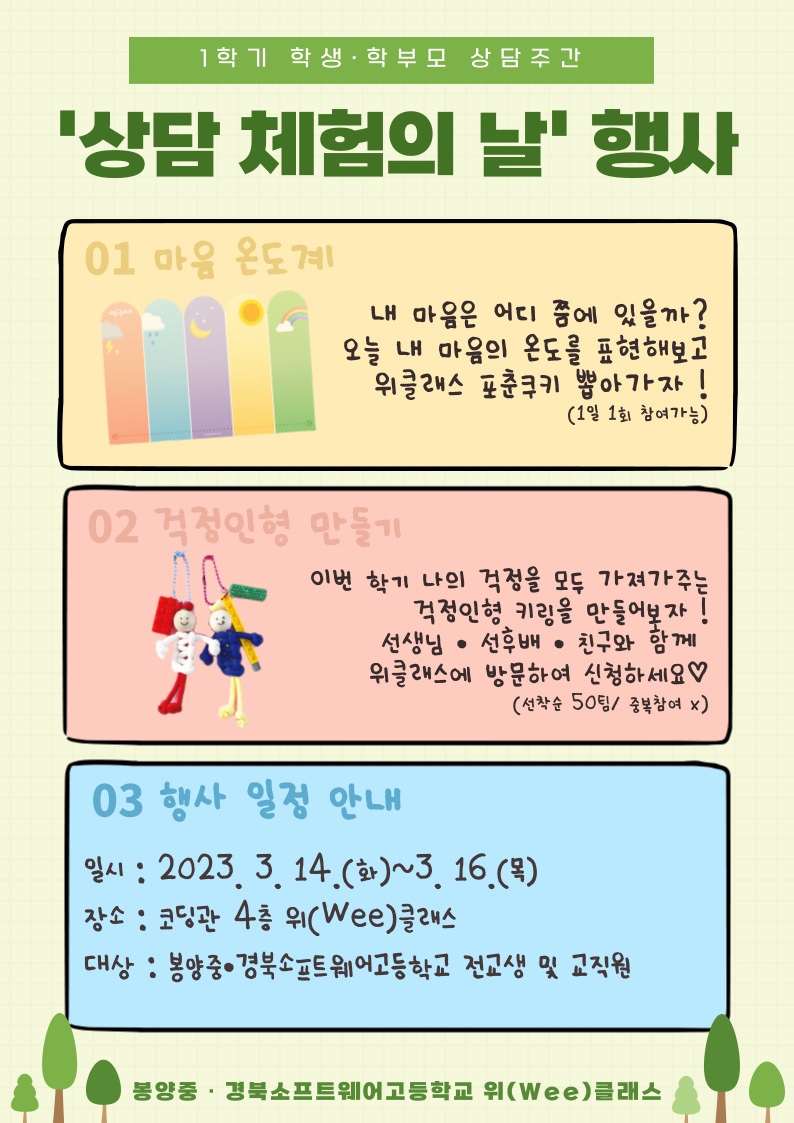 1학기 학생·학부모 상담주간
'상담 체험의 날' 행사
01 마음 온도계
내 마음은 어디 쯤에 있을까?
오늘 내 마음의 온도를 표현해보고
위클래스 포춘쿠키 뽑아가자 !
(1일 1회 참여가능)
02 걱정인형 만들기
이번 학기 나의 걱정을 모두 가져가주는
걱정인형 키링을 만들어보자 !
선생님 • 선후배 • 친구와 함께
위클래스에 방문하여 신청하세요♡
(선착순 50팀/ 중복참여 x)
03 행사 일정 안내
일시 : 2023. 3. 14.(화)~3. 16.(목)
장소 : 코딩관 4층 위(Wee)클래스
대상 : 봉양중•경북소프트웨어고등학교 전교생 및 교직원
봉양중 · 경북소프트웨어고등학교 위(Wee)클래스